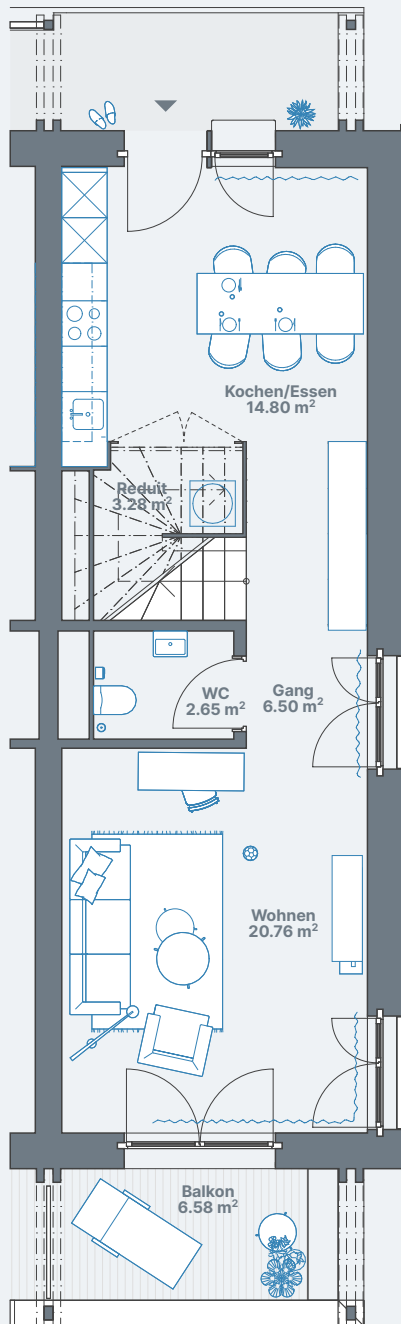 Kochen/Essen
14.80 m²
Reduit
3.28 m²
WC
2.65 m²
Gang
6.50 m²
Wohnen
20.76 m²
Balkon
6.58 m²